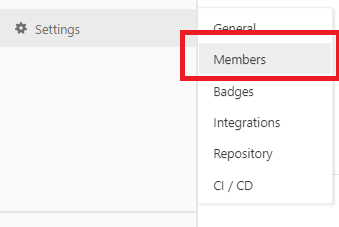 Settings
General
Members
Badges
Integrations
Repository
CI / CD